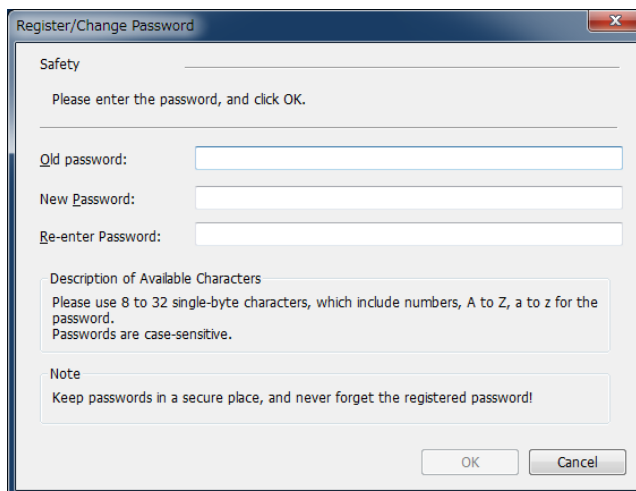 Register/Change Password
Safety
Please enter the password, and click OK.
Old password:
New Password:
Re-enter Password:
Description of Available Characters
Please use 8 to 32 single-byte characters, which include numbers, A to Z, a to z for the
password.
Passwords are case-sensitive.
Note
Keep passwords in a secure place, and never forget the registered password!
OK
Cancel